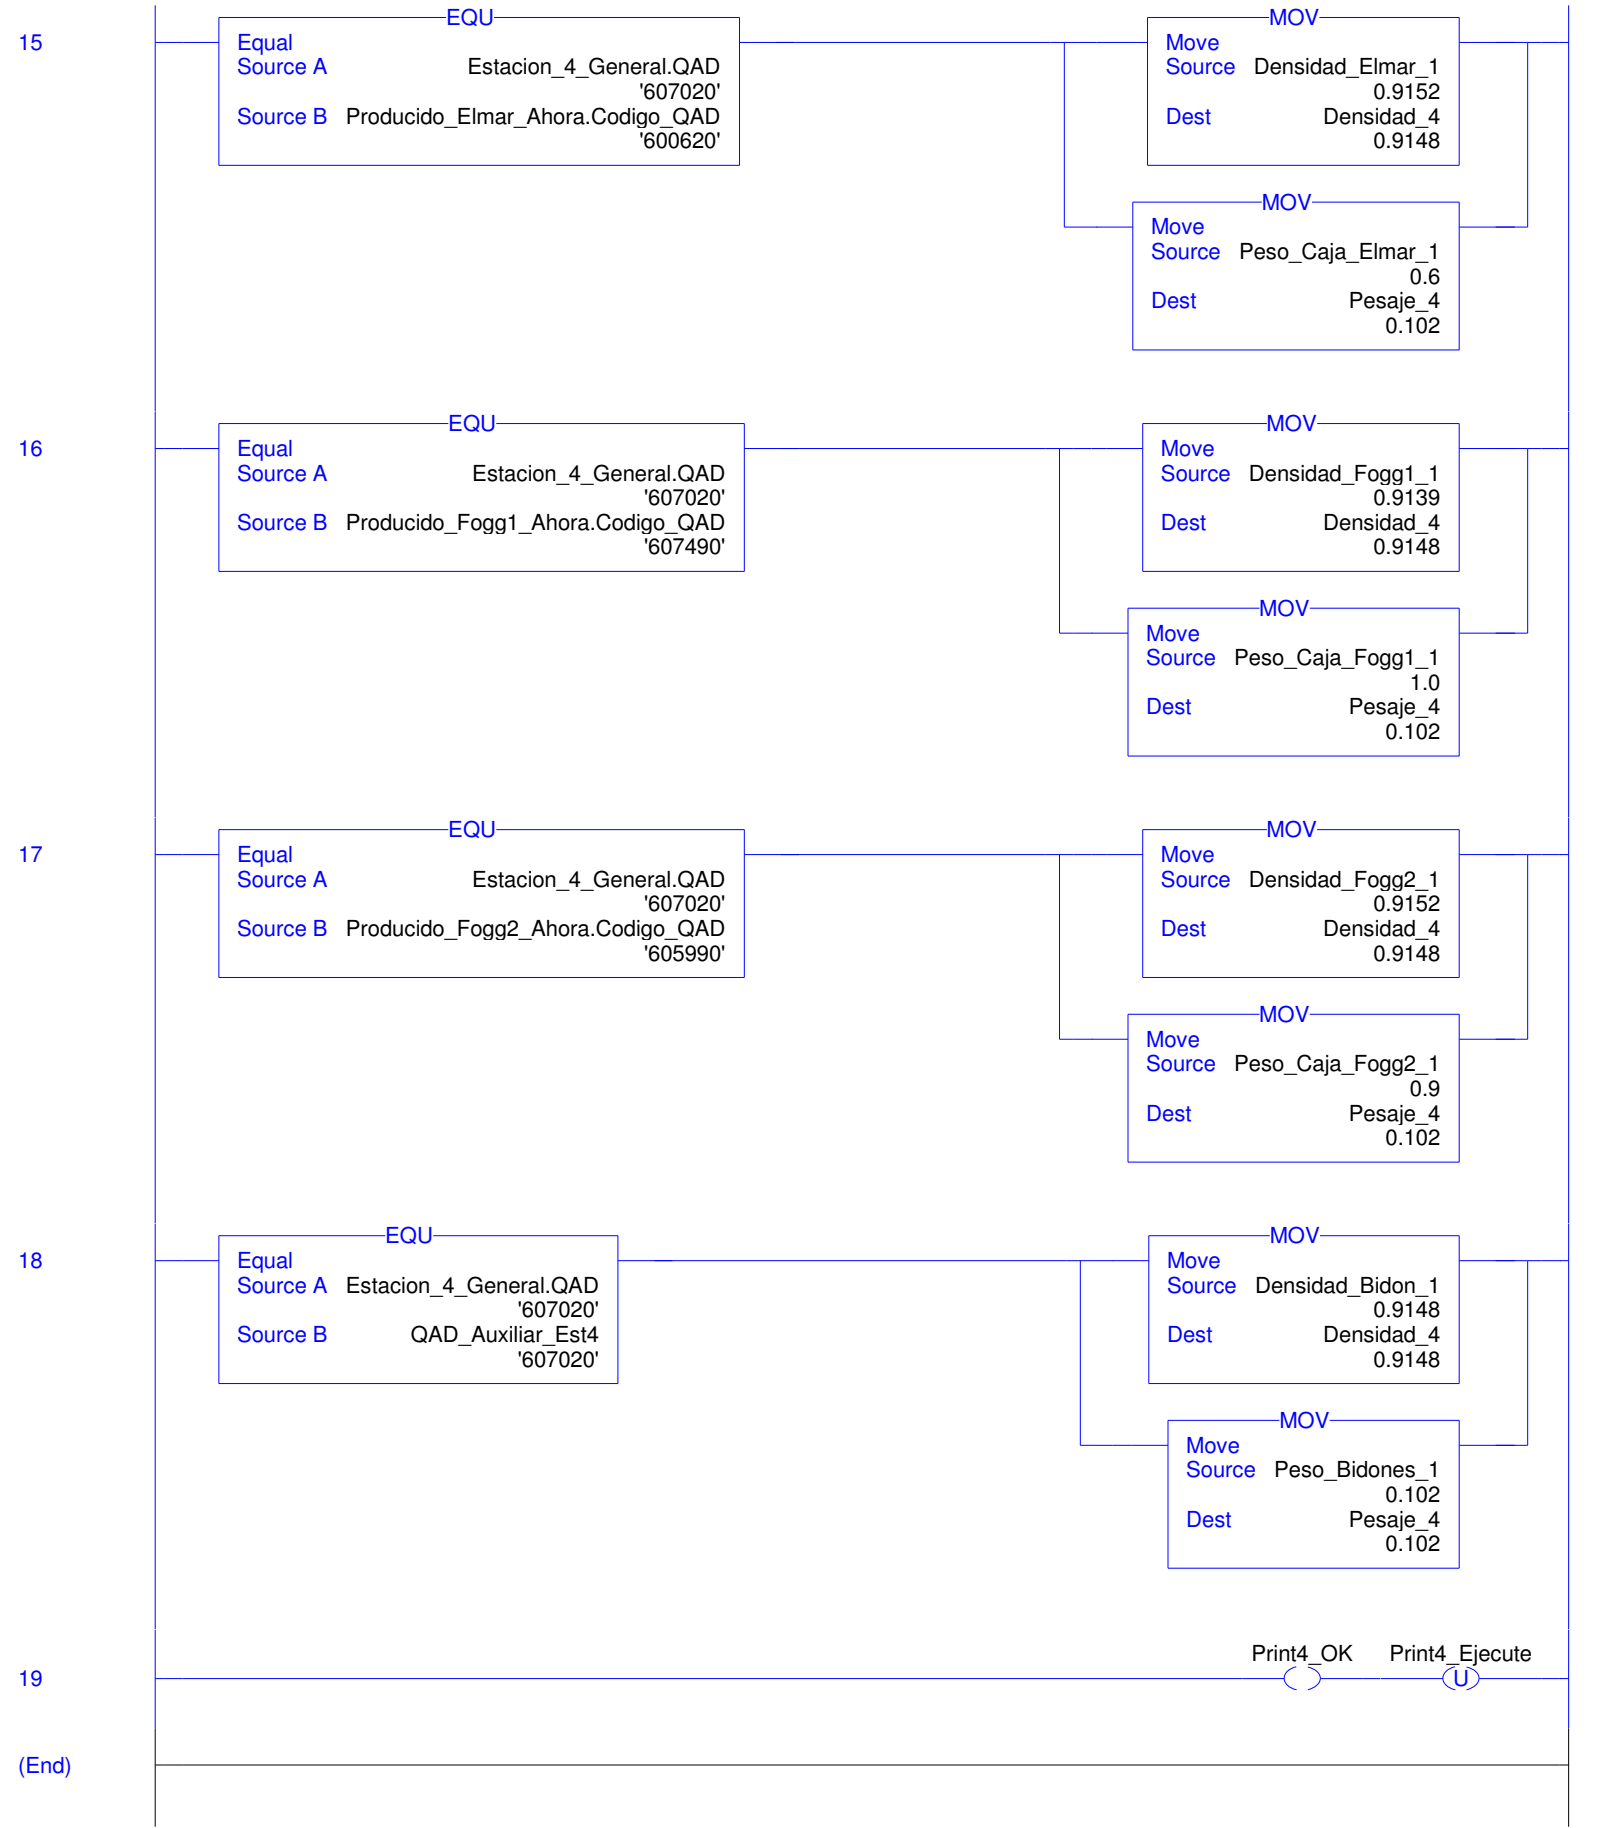 15
EQU
Equal
Source A Estacion_4_General.QAD
'607020'
Source B Producido_Elmar_Ahora.Codigo_QAD
'600620'
MOV
Move
Source Densidad_Elmar_1
0.9152
Dest Densidad_4
0.9148
MOV
Move
Source Peso_Caja_Elmar_1
0.6
Dest Pesaje_4
0.102
16
EQU
Equal
Source A Estacion_4_General.QAD
'607020'
Source B Producido_Fogg1_Ahora.Codigo_QAD
'607490'
MOV
Move
Source Densidad_Fogg1_1
0.9139
Dest Densidad_4
0.9148
MOV
Move
Source Peso_Caja_Fogg1_1
1.0
Dest Pesaje_4
0.102
17
EQU
Equal
Source A Estacion_4_General.QAD
'607020'
Source B Producido_Fogg2_Ahora.Codigo_QAD
'605990'
MOV
Move
Source Densidad_Fogg2_1
0.9152
Dest Densidad_4
0.9148
MOV
Move
Source Peso_Caja_Fogg2_1
0.9
Dest Pesaje_4
0.102
18
EQU
Equal
Source A Estacion_4_General.QAD
'607020'
Source B QAD_Auxiliar_Est4
'607020'
MOV
Move
Source Densidad_Bidon_1
0.9148
Dest Densidad_4
0.9148
MOV
Move
Source Peso_Bidones_1
0.102
Dest Pesaje_4
0.102
Print4_OK Print4_Ejecute
19
U
(End)